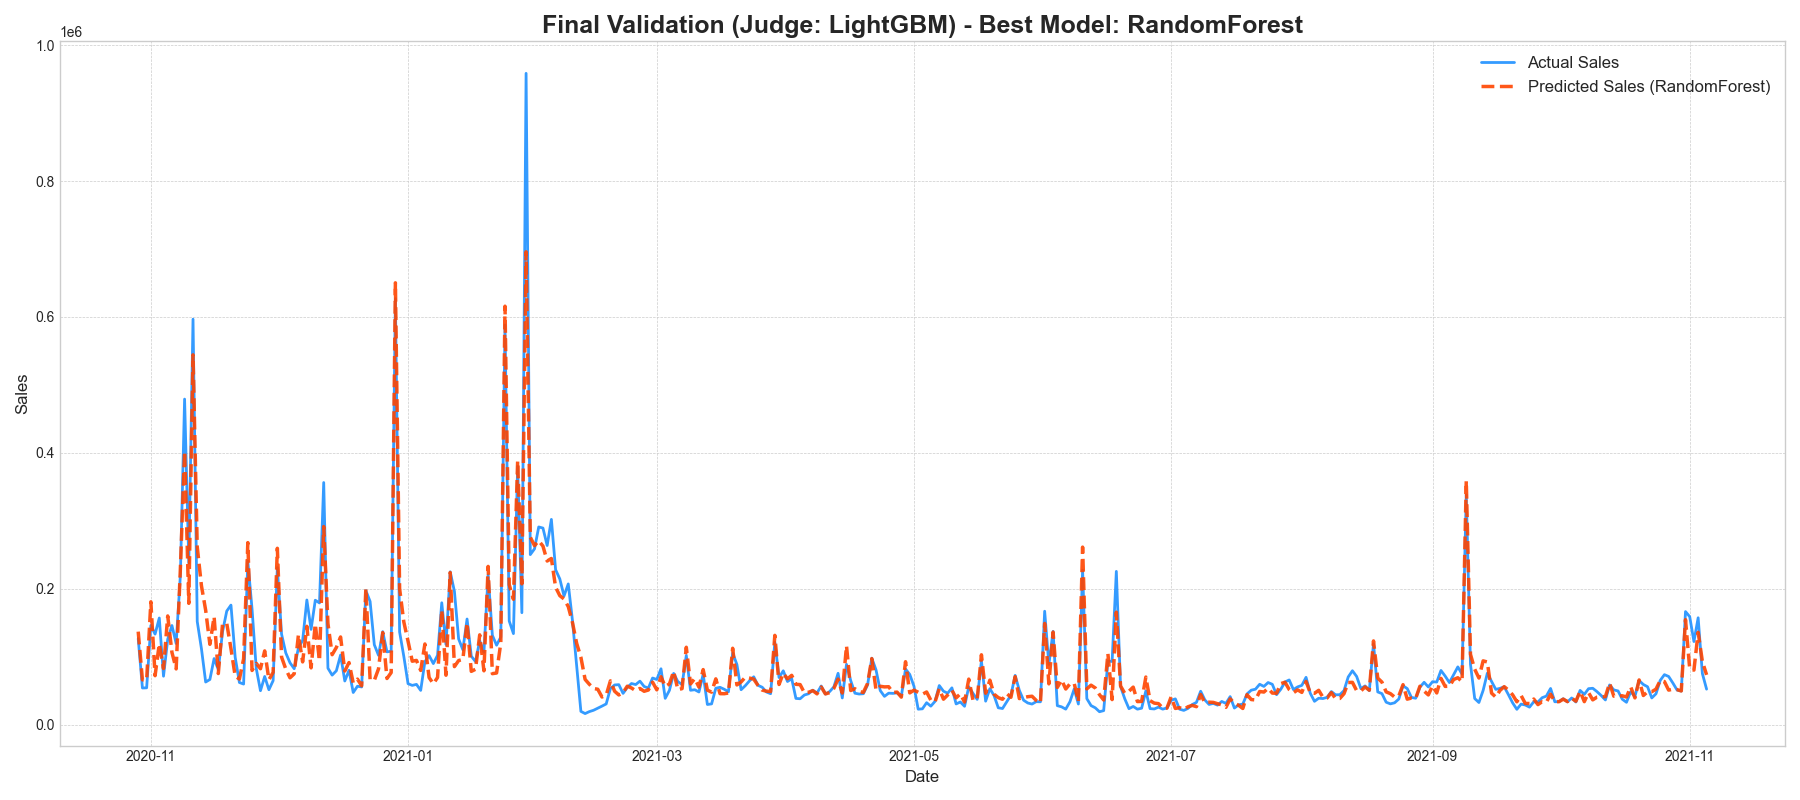 Final Validation (Judge: LightGBM) - Best Model: RandomForest
1e6
1.0
0.8
0.6
0.4
0.2
0.0
Sales
Actual Sales
Predicted Sales (RandomForest)
2020-11
2021-01
2021-03
2021-05
2021-07
2021-09
2021-11
Date